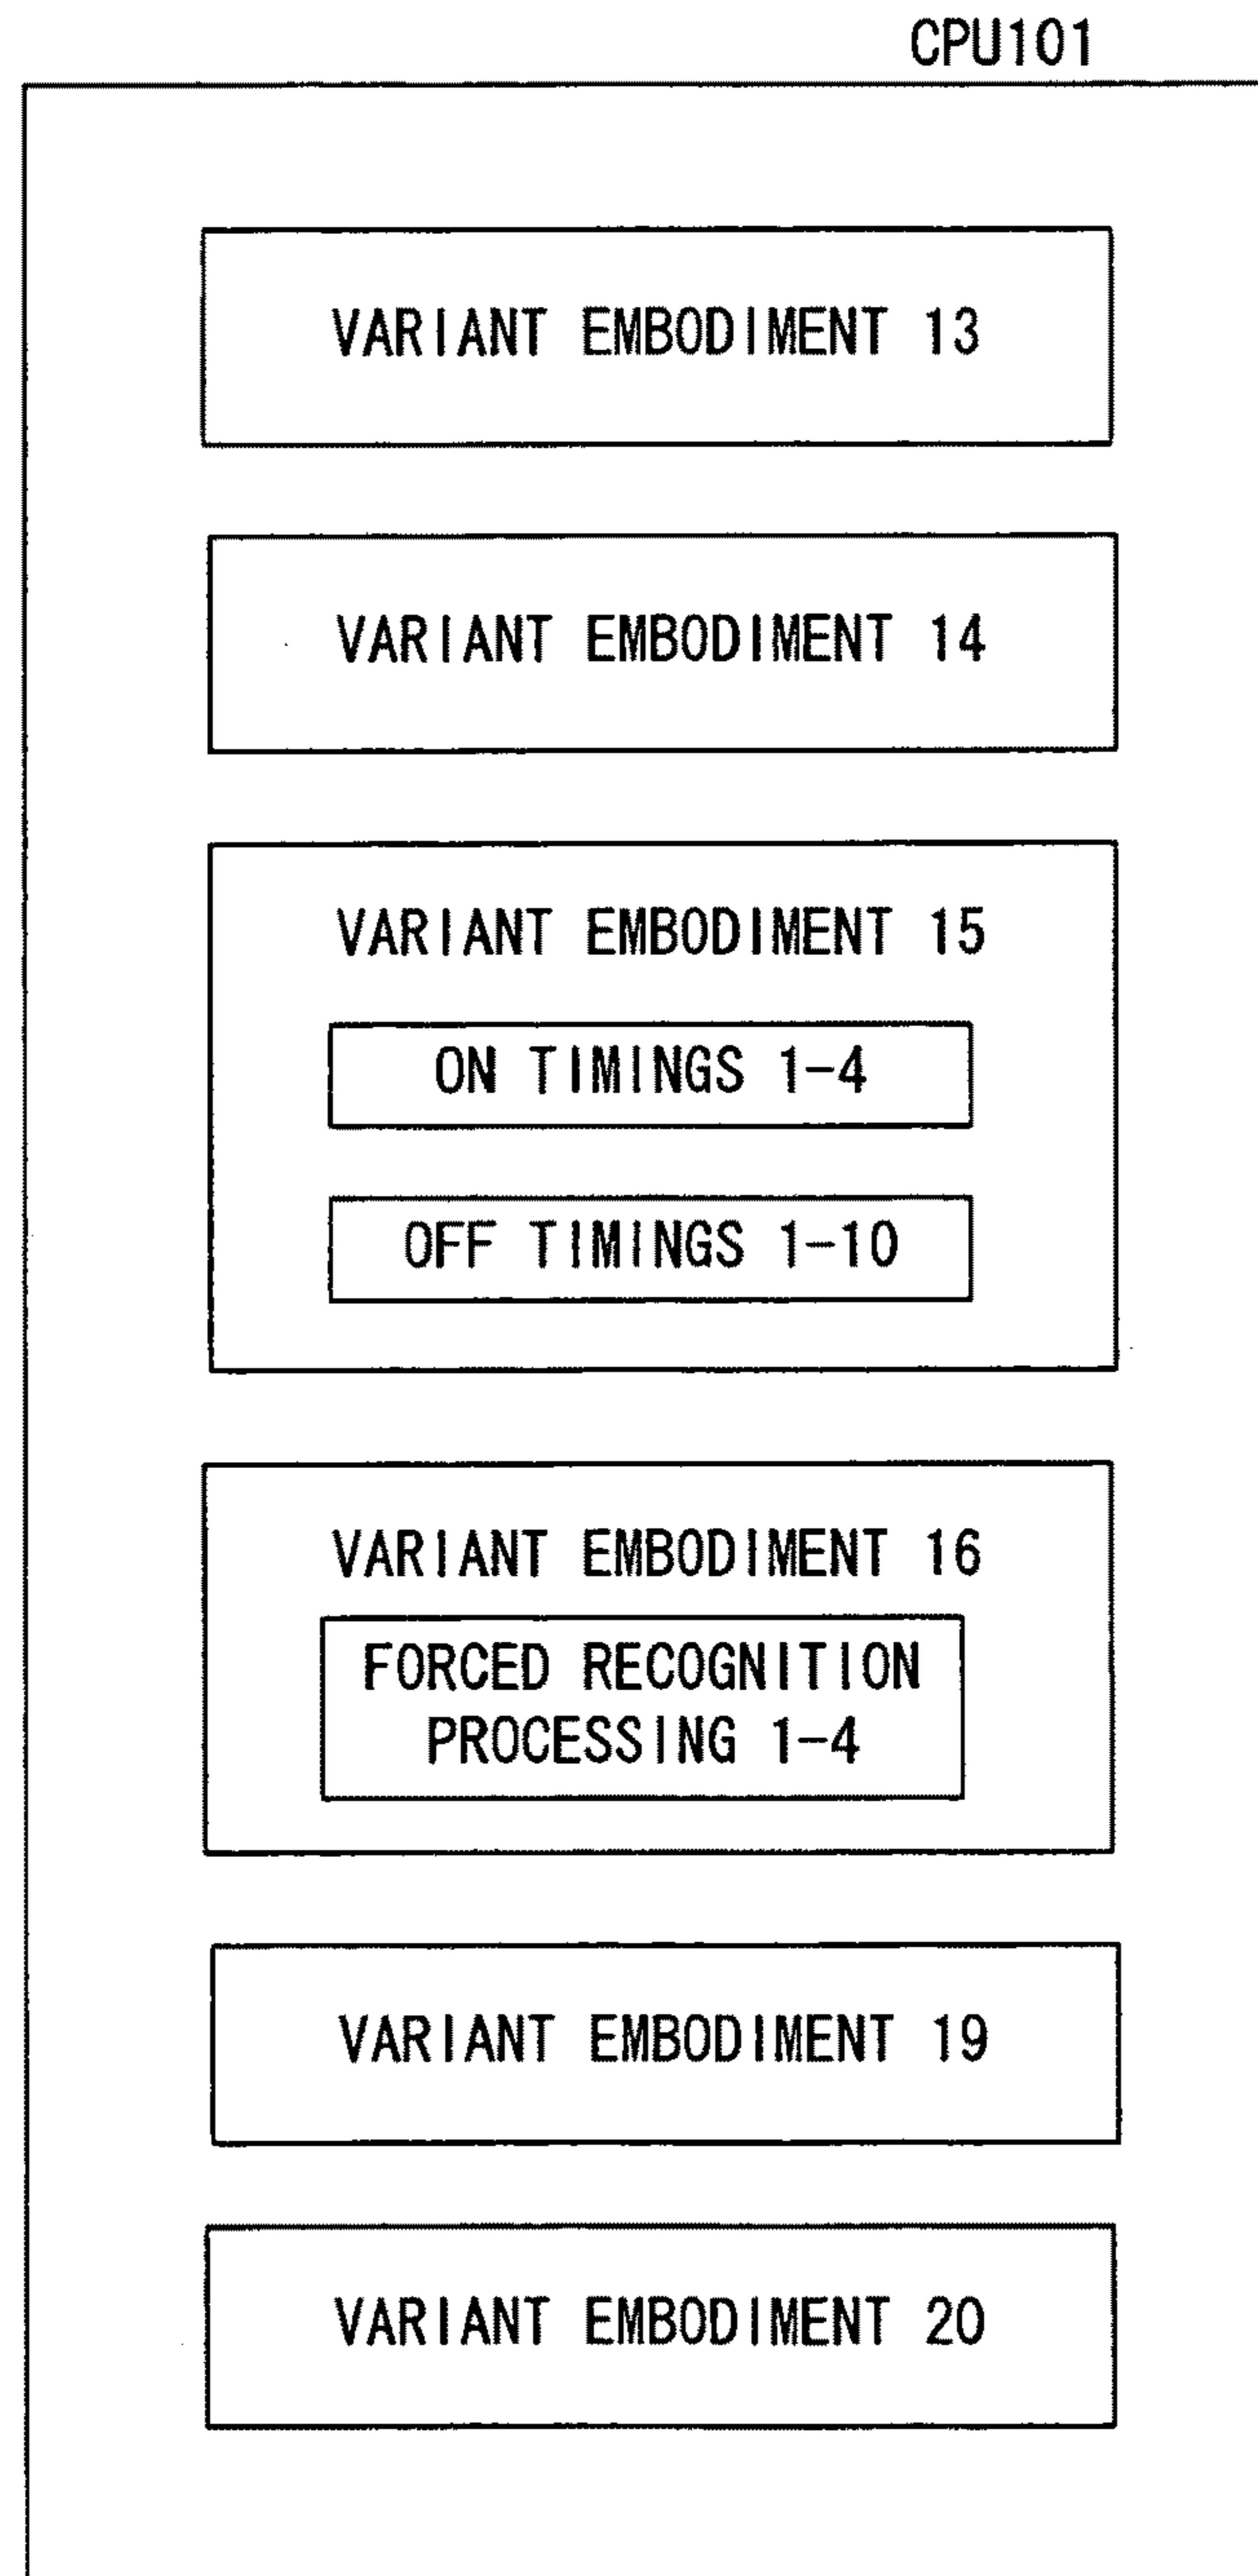 CPU101
VARIANT EMBODIMENT 13
VARIANT EMBODIMENT 14
VARIANT EMBODIMENT 15
ON TIMINGS 1-4
OFF TIMINGS 1-10
VARIANT EMBODIMENT 16
FORCED RECOGNITION
PROCESSING 1-4
VARIANT EMBODIMENT 19
VARIANT EMBODIMENT 20